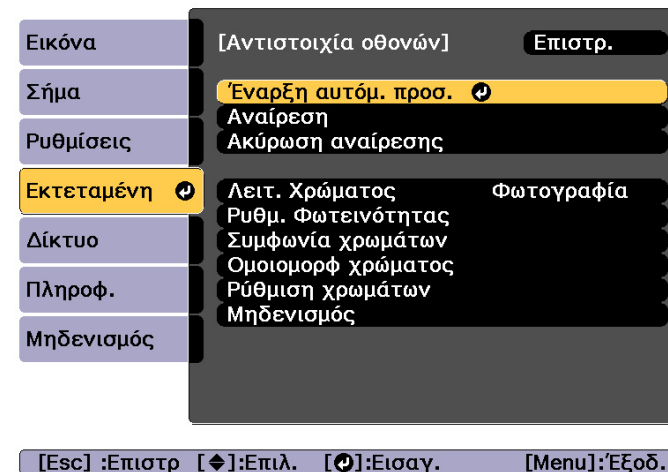 Εικόνα
Σήμα
Ρυθμίσεις
Εκτεταμένη
Δίκτυο
Πληροφ.
Μηδενισμός
[Αντιστοιχία οθονών] Επιστρ.
Έναρξη αυτόμ. προσ.
Αναίρεση
Ακύρωση αναίρεσης
Λειτ. Χρώματος Φωτογραφία
Ρυθμ. Φωτεινότητας
Συμφωνία χρωμάτων
Ομοιομορφ χρώματος
Ρύθμιση χρωμάτων
Μηδενισμός
[Esc] :Επιστρ [◆]:Επιλ. [⏎]:Εισαγ. [Menu]:Έξοδ.